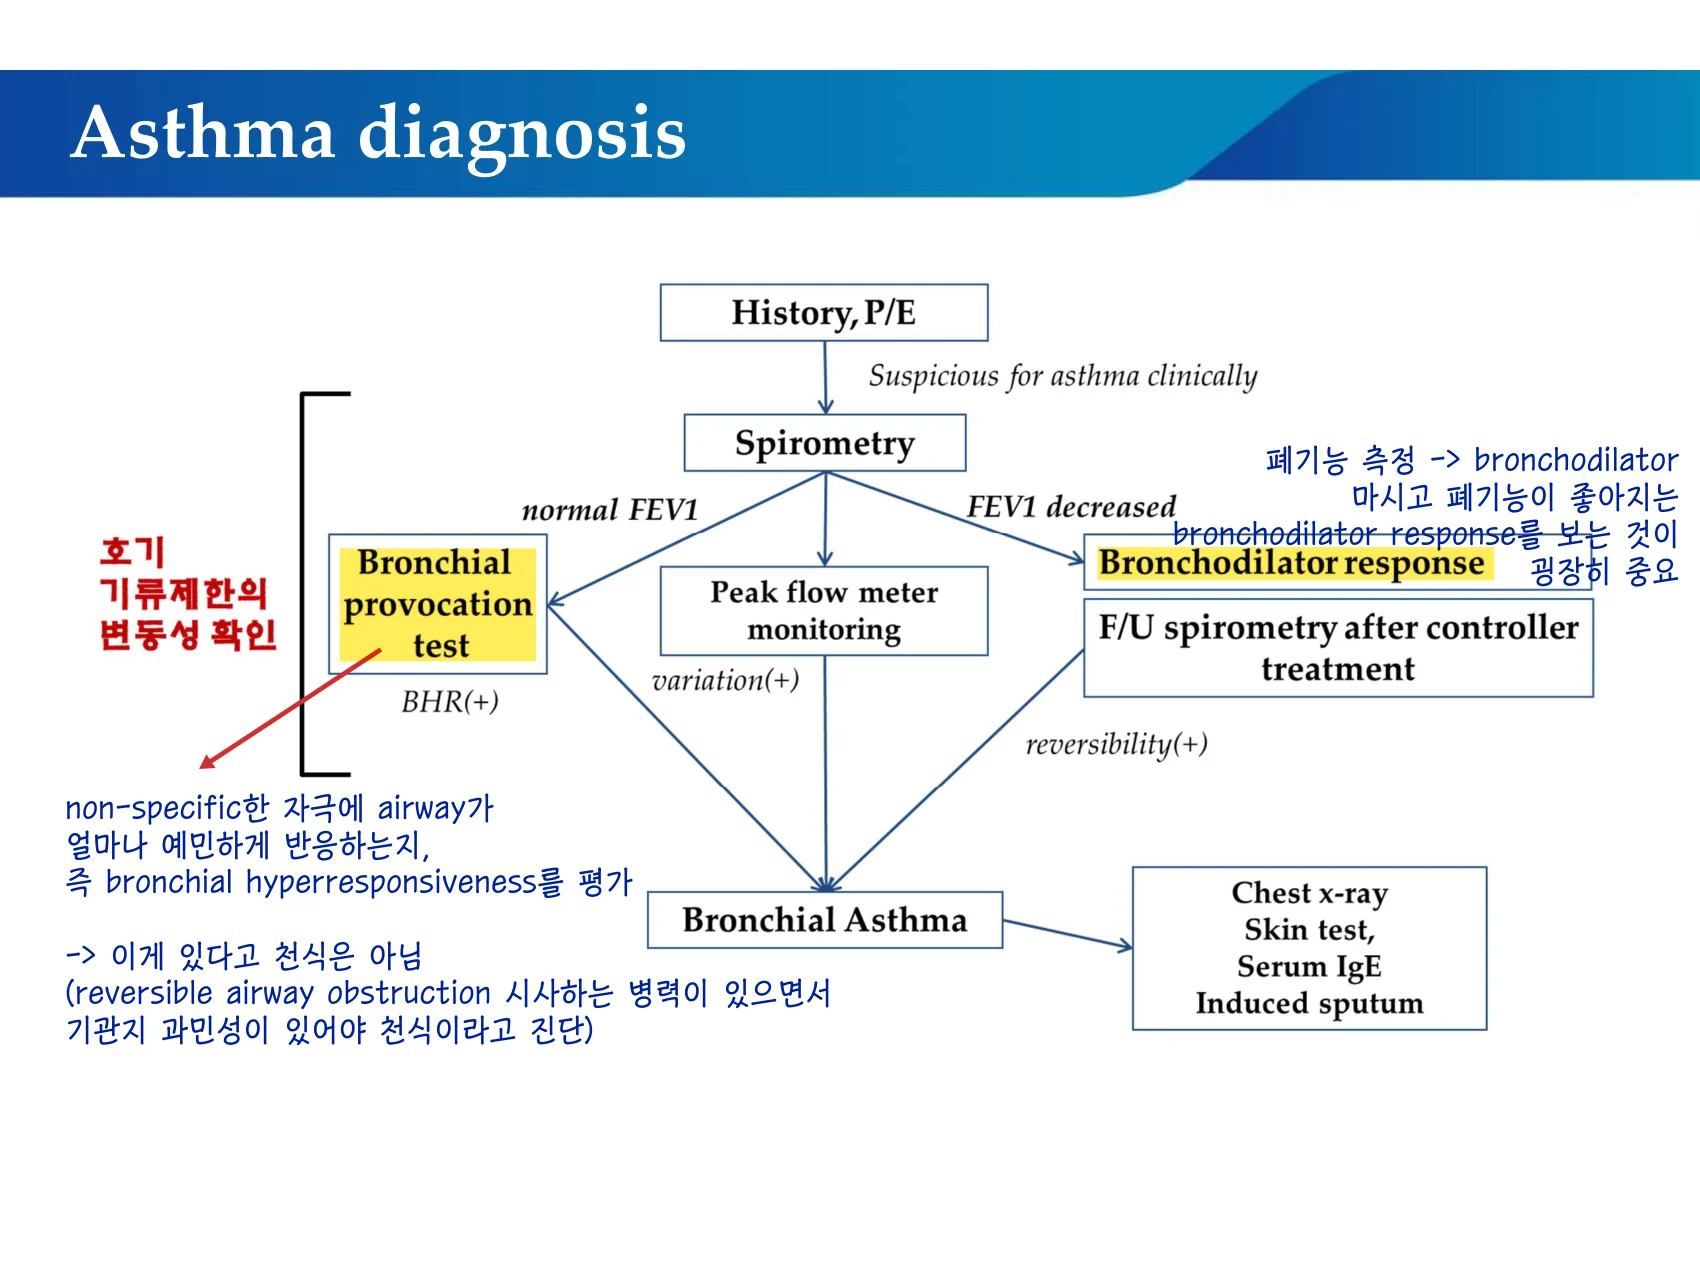 Asthma diagnosis
History, P/E
Suspicious for asthma clinically
Spirometry
normal FEV1
FEV1 decreased
폐기능 측정 -> bronchodilator
마시고 폐기능이 좋아지는
bronchodilator response를 보는 것이
굉장히 중요
호기
기류제한의
변동성 확인
Bronchial
provocation
test
BHR(+)
Peak flow meter
monitoring
variation(+)
Bronchodilator response
F/U spirometry after controller
treatment
reversibility(+)
non-specific한 자극에 airway가
얼마나 예민하게 반응하는지,
즉 bronchial hyperresponsiveness를 평가
-> 이게 있다고 천식은 아님
(reversible airway obstruction 시사하는 병력이 있으면서
기관지 과민성이 있어야 천식이라고 진단)
Bronchial Asthma
Chest x-ray
Skin test,
Serum IgE
Induced sputum